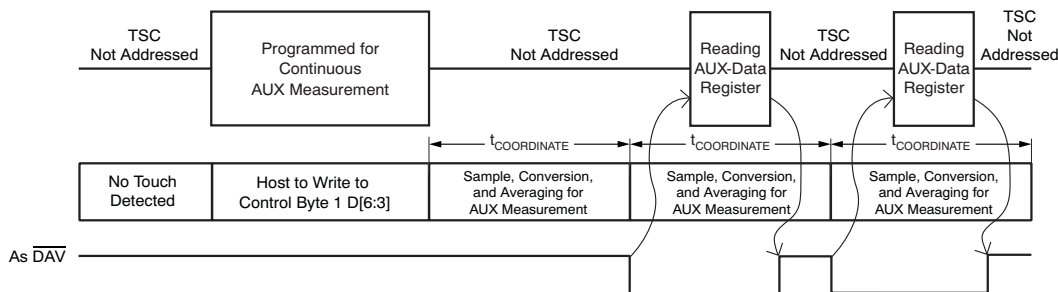 TSC
Not Addressed
Programmed for
Continuous
AUX Measurement
TSC
Not Addressed
Reading
AUX-Data
Register
TSC
Not Addressed
Reading
AUX-Data
Register
TSC
Not
Addressed
tCOORDINATE
tCOORDINATE
tCOORDINATE
No Touch
Detected
Host to Write to
Control Byte 1 D[6:3]
Sample, Conversion,
and Averaging for
AUX Measurement
Sample, Conversion,
and Averaging for
AUX Measurement
Sample, Conversion,
and Averaging for
AUX Measurement
As DAV